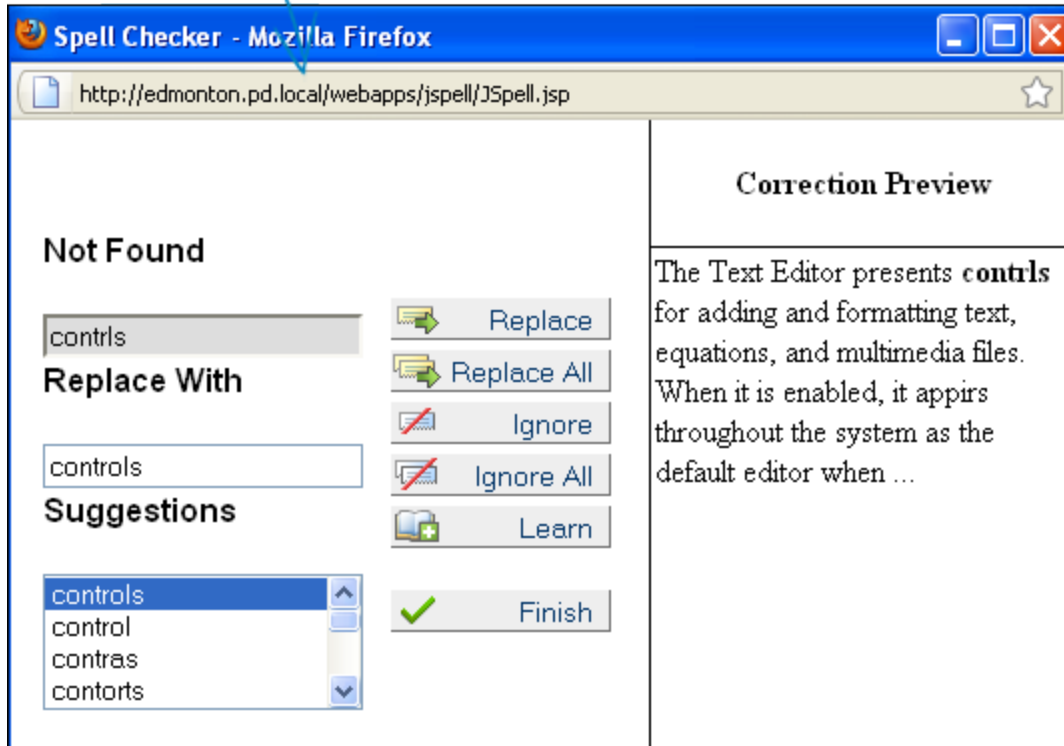 Spell Checker - Mozilla Firefox
http://edmonton.pd.local/webapps/jspell/JSpell.jsp
Not Found
contrls
Replace With
controls
Suggestions
controls
control
contras
contorts
Replace
Replace All
Ignore
Ignore All
Learn
Finish
Correction Preview
The Text Editor presents contrls
for adding and formatting text,
equations, and multimedia files.
When it is enabled, it appirs
throughout the system as the
default editor when ...